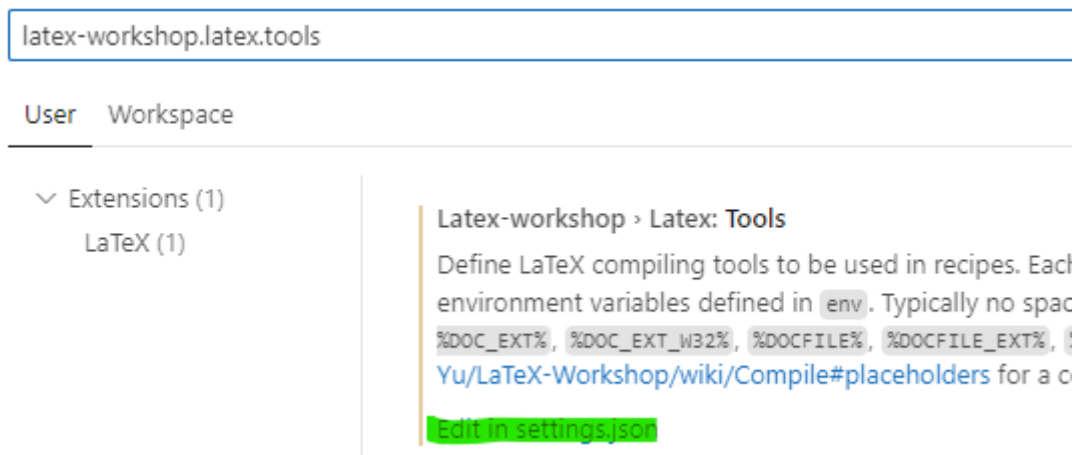 latex-workshop.latex.tools
User Workspace
Extensions (1)
LaTeX (1)
Latex-workshop › Latex: Tools
Define LaTeX compiling tools to be used in recipes. Each
environment variables defined in env. Typically no spac
%DOC_EXT%, %DOC_EXT_W32%, %DOCFILE%, %DOCFILE_EXT%,
Yu/LaTeX-Workshop/wiki/Compile#placeholders for a c
Edit in settings.json